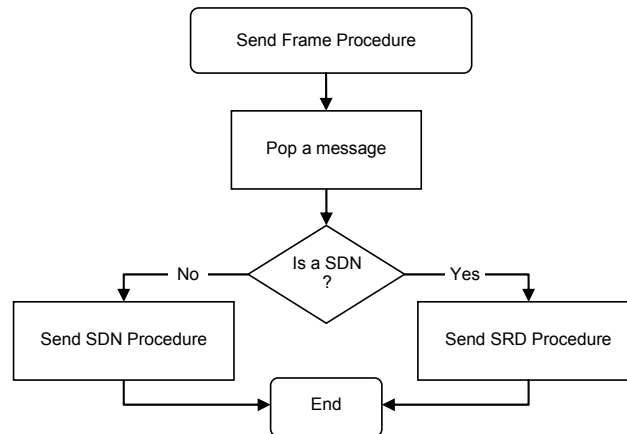 Send Frame Procedure
Pop a message
Is a SDN
?
No
Yes
Send SDN Procedure
Send SRD Procedure
End